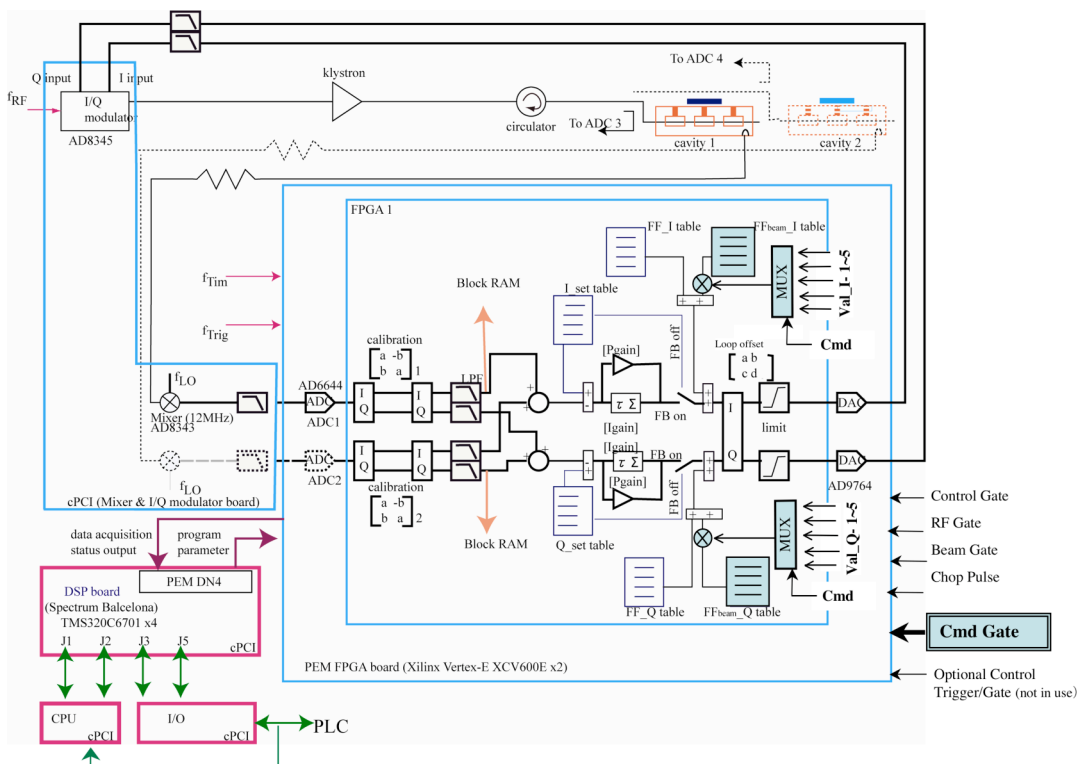 Q input
I input
fRF
I/Q
modulator
AD8345
klystron
circulator
To ADC 4
To ADC 3
cavity 1
cavity 2
FPGA 1
FF_I table
FFbeam_I table
MUX
Val_I- 1~5
Cmd
fTim
fTrig
Block RAM
I_set table
[Pgain]
FB off
Loop offset
a b
c d
calibration
a -b
b a
1
LPF
fLO
Mixer (12MHz)
AD8343
AD6644
ADC
ADC1
I
Q
I
Q
+
+
+
-
τ Σ
FB on
[Igain]
+
+
+ +
I
Q
limit
DAC
fLO
ADC
ADC2
I
Q
I
Q
+
+
+
-
[Igain]
τ Σ
[Pgain]
FB on
FB off
+
+
+ +
DAC
AD9764
cPCI (Mixer & I/Q modulator board)
calibration
a -b
b a
2
Block RAM
Q_set table
MUX
Val_Q- 1~5
Cmd
FF_Q table
FFbeam_Q table
Control Gate
RF Gate
Beam Gate
Chop Pulse
Cmd Gate
Optional Control
Trigger/Gate (not in use)
data acquisition
status output
program
parameter
PEM DN4
DSP board
(Spectrum Balcelona)
TMS320C6701 x4
J1
J2
J3
J5
cPCI
PEM FPGA board (Xilinx Vertex-E XCV600E x2)
CPU
cPCI
I/O
cPCI
PLC